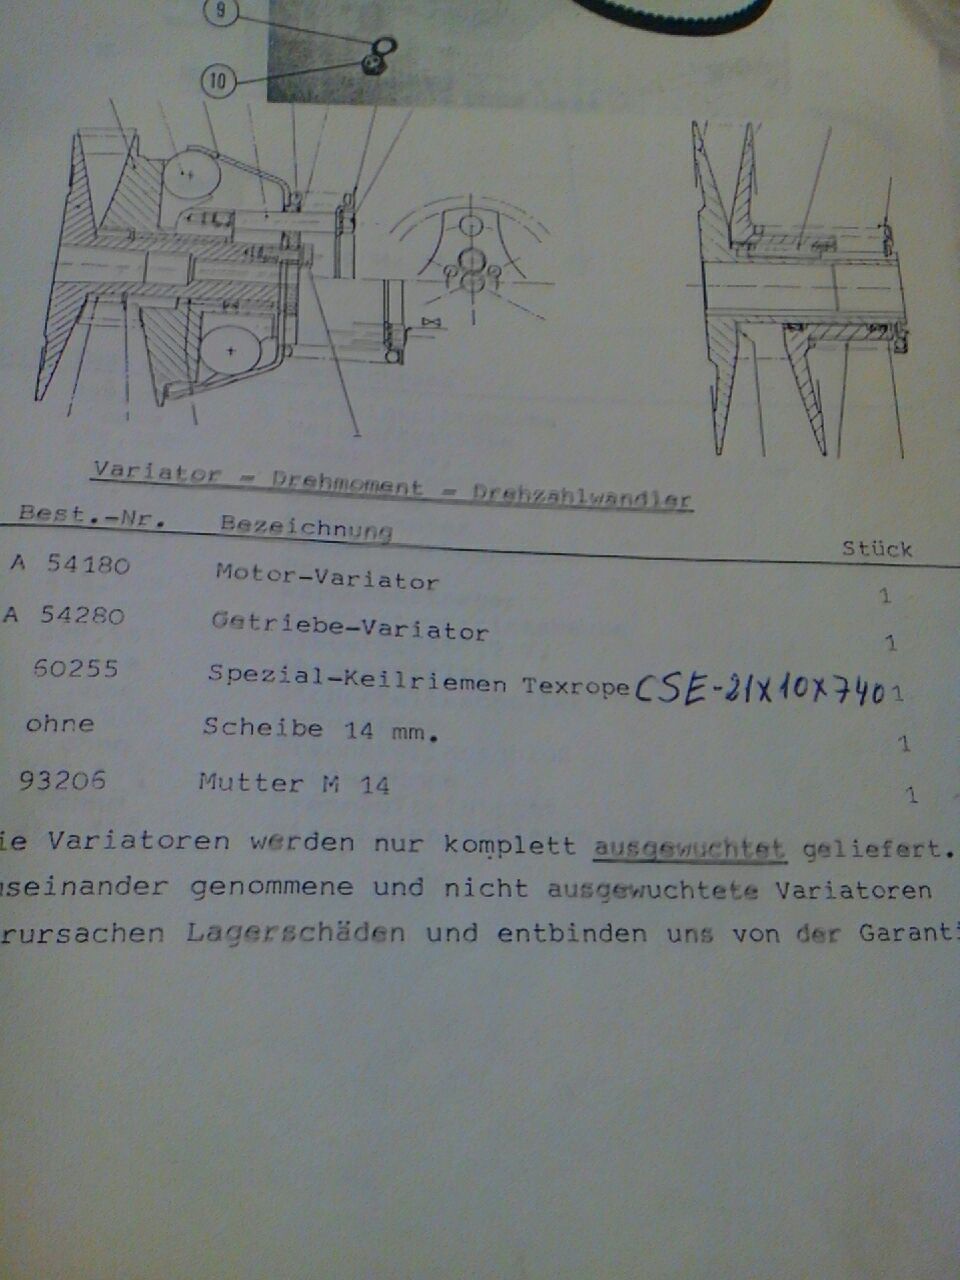 9
10
Variator - Drehmoment - Drehzahlwandler
Best.-Nr. Bezeichnung Stück
A 54180 Motor-Variator 1
A 54280 Getriebe-Variator 1
60255 Spezial-Keilriemen Texrope CSE-21x10x740 1
ohne Scheibe 14 mm. 1
93206 Mutter M 14 1
ie Variatoren werden nur komplett ausgewuchtet geliefert.
useinander genommene und nicht ausgewuchtete Variatoren
rursachen Lagerschäden und entbinden uns von der Garanti